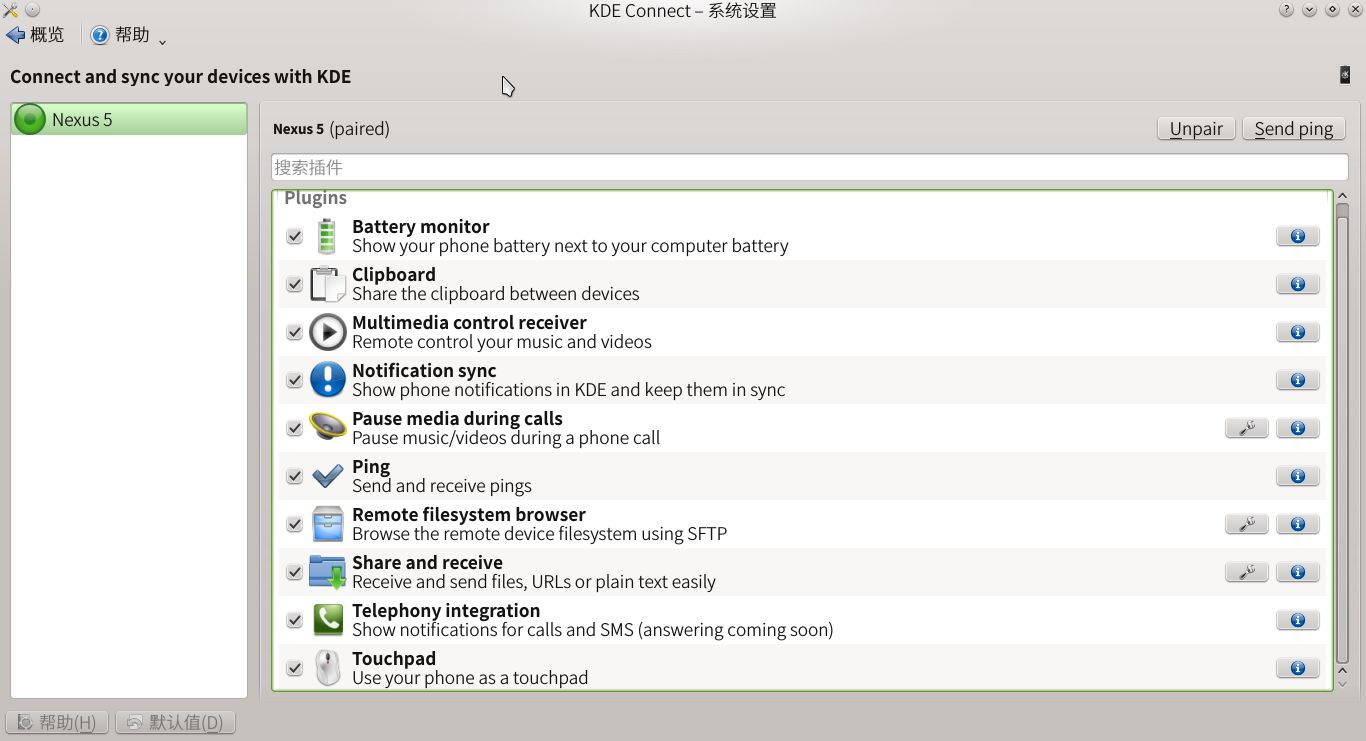 KDE Connect – 系统设置
概览 帮助
Connect and sync your devices with KDE
Nexus 5
Nexus 5 (paired) Unpair Send ping
搜索插件
Plugins
Battery monitor
Show your phone battery next to your computer battery
Clipboard
Share the clipboard between devices
Multimedia control receiver
Remote control your music and videos
Notification sync
Show phone notifications in KDE and keep them in sync
Pause media during calls
Pause music/videos during a phone call
Ping
Send and receive pings
Remote filesystem browser
Browse the remote device filesystem using SFTP
Share and receive
Receive and send files, URLs or plain text easily
Telephony integration
Show notifications for calls and SMS (answering coming soon)
Touchpad
Use your phone as a touchpad
帮助(H) 默认值(D)